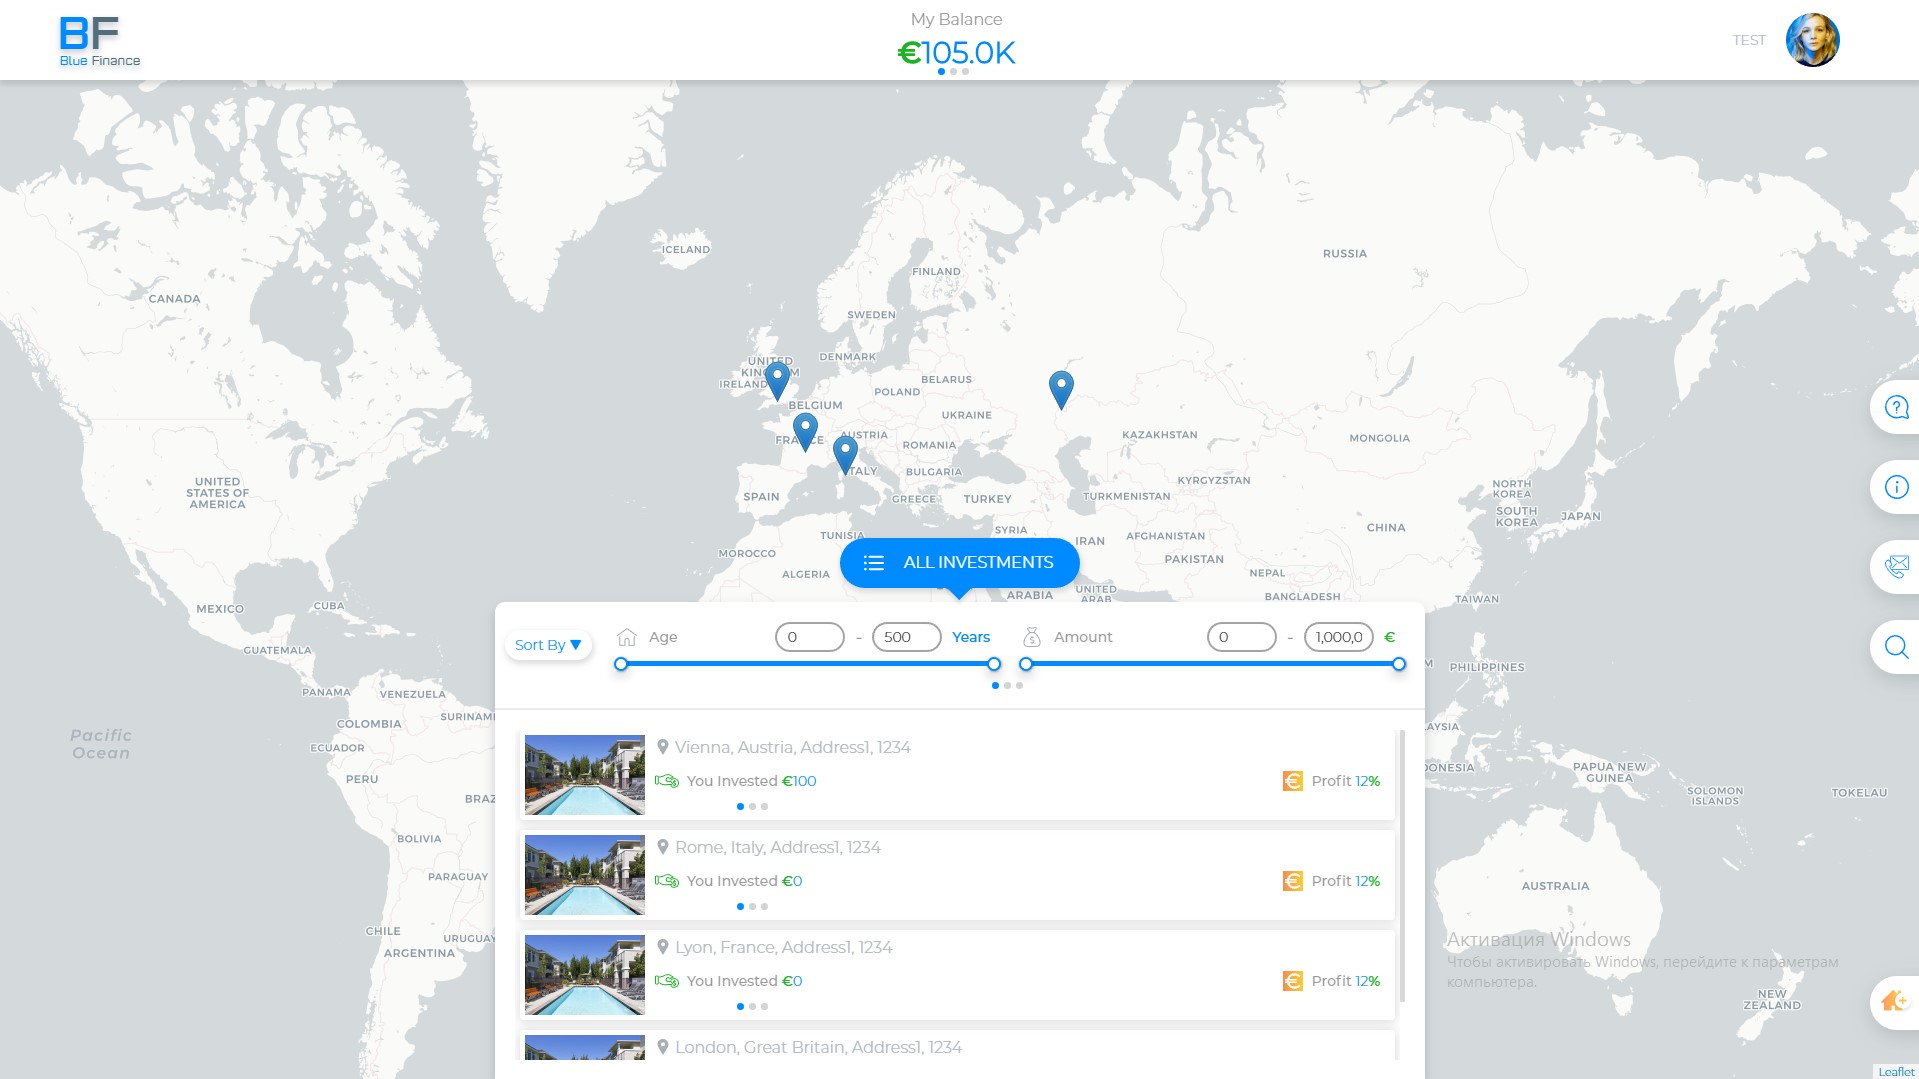 BF
Blue Finance
My Balance
€105.0K
TEST
ICELAND
RUSSIA
FINLAND
CANADA
SWEDEN
DENMARK
UNITED
IRELAND
BELARUS
POLAND
BELGIUM
UKRAINE
AUSTRIA
ROMANIA
KAZAKHSTAN
MONGOLIA
BULGARIA
KYRGYZSTAN
UNITED
STATES OF
AMERICA
SPAIN
GREECE
TURKEY
TURKMENISTAN
NORTH
KOREA
SOUTH
KOREA
JAPAN
TUNISIA
SYRIA
IRAN
AFGHANISTAN
CHINA
MOROCCO
PAKISTAN
ALGERIA
NEPAL
ALL INVESTMENTS
ARABIA
UNITED
ARAB
BANGLADESH
TAIWAN
MEXICO
CUBA
GUATEMALA
PHILIPPINES
PANAMA
VENEZUELA
COLOMBIA
SURINAM
Pacific
Ocean
ECUADOR
PERU
BRAZ
BOLIVIA
PARAGUAY
CHILE
URUGUAY
ARGENTINA
Sort By ▼
Age
0 - 500 Years
Amount
0 - 1,000,0 €
Vienna, Austria, Address1, 1234
You Invested €100
Profit 12%
Rome, Italy, Address1, 1234
You Invested €0
Profit 12%
Lyon, France, Address1, 1234
You Invested €0
Profit 12%
London, Great Britain, Address1, 1234
AYSIA
DONESIA
PAPUA NEW
GUINEA
SOLOMON
ISLANDS
TOKELAU
AUSTRALIA
Активация Windows
Чтобы активировать Windows, перейдите к параметрам
компьютера.
NEW
ZEALAND
Leaflet